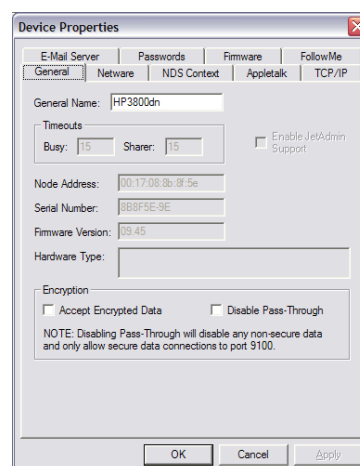 Device Properties
E-Mail Server Passwords Firmware FollowMe
General Netware NDS Context Appletalk TCP/IP
General Name: HP3800dn
Timeouts
Busy: 15 Sharer: 15
Enable JetAdmin
Support
Node Address: 00:17:08:8b:8f:5e
Serial Number: 8B8F5E-9E
Firmware Version: 09.45
Hardware Type:
Encryption
Accept Encrypted Data Disable Pass-Through
NOTE: Disabling Pass-Through will disable any non-secure data
and only allow secure data connections to port 9100.
OK Cancel Apply